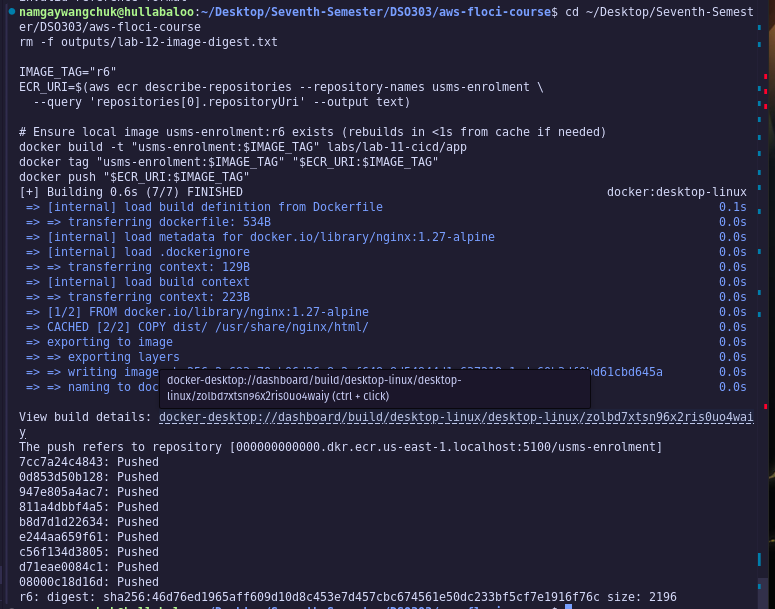 namgaywangchuk@hullabaloo:~/Desktop/Seventh-Semester/DSO303/aws-floci-course$ cd ~/Desktop/Seventh-Semest
er/DSO303/aws-floci-course
rm -f outputs/lab-12-image-digest.txt
IMAGE_TAG="r6"
ECR_URI=$(aws ecr describe-repositories --repository-names usms-enrolment \
--query 'repositories[0].repositoryUri' --output text)
# Ensure local image usms-enrolment:r6 exists (rebuilds in <1s from cache if needed)
docker build -t "usms-enrolment:$IMAGE_TAG" labs/lab-11-cicd/app
docker tag "usms-enrolment:$IMAGE_TAG" "$ECR_URI:$IMAGE_TAG"
docker push "$ECR_URI:$IMAGE_TAG"
[+] Building 0.6s (7/7) FINISHED docker:desktop-linux
=> [internal] load build definition from Dockerfile 0.1s
=> => transferring dockerfile: 534B 0.0s
=> [internal] load metadata for docker.io/library/nginx:1.27-alpine 0.0s
=> [internal] load .dockerignore 0.0s
=> => transferring context: 129B 0.0s
=> [internal] load build context 0.0s
=> => transferring context: 223B 0.0s
=> [1/2] FROM docker.io/library/nginx:1.27-alpine 0.0s
=> CACHED [2/2] COPY dist/ /usr/share/nginx/html/ 0.0s
=> exporting to image 0.0s
=> => exporting layers 0.0s
=> => writing image 0.0s
=> => naming to doc 0.0s
docker-desktop://dashboard/build/desktop-linux/desktop-
linux/zolbd7xtsn96x2ris0uo4waiy (ctrl + click)
View build details: docker-desktop://dashboard/build/desktop-linux/desktop-linux/zolbd7xtsn96x2ris0uo4wai
y
The push refers to repository [000000000000.dkr.ecr.us-east-1.localhost:5100/usms-enrolment]
7cc7a24c4843: Pushed
0d853d50b128: Pushed
947e805a4ac7: Pushed
811a4dbbf4a5: Pushed
b8d7d1d22634: Pushed
e244aa659f61: Pushed
c56f134d3805: Pushed
d71eae0084c1: Pushed
08000c18d16d: Pushed
r6: digest: sha256:46d76ed1965aff609d10d8c453e7d457cbc674561e50dc233bf5cf7e1916f76c size: 2196